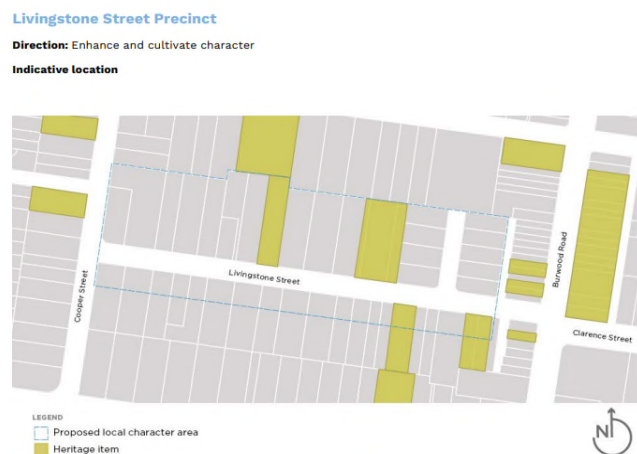 Livingstone Street Precinct
Direction: Enhance and cultivate character
Indicative location
Livingstone Street
Cooper Street
Burwood Road
Clarence Street
LEGEND
Proposed local character area
Heritage item
N